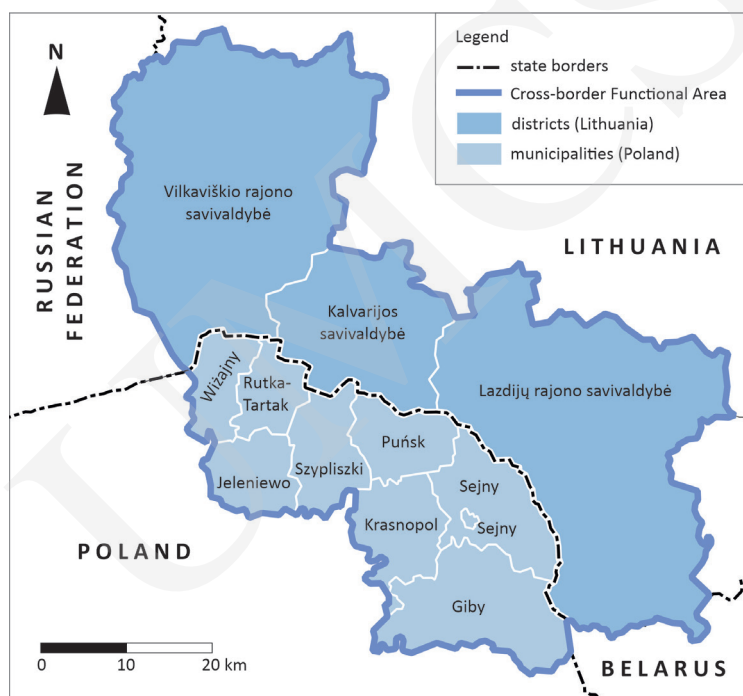 N
Legend
state borders
Cross-border Functional Area
districts (Lithuania)
municipalities (Poland)
RUSSIAN
FEDERATION
Vilkaviškio rajono
savivaldybė
LITHUANIA
Kalvarijos
savivaldybė
Lazdijų rajono savivaldybė
Wiżajny
Rutka-
Tartak
Puńsk
Szypliszki
Jeleniewo
Sejny
Krasnopol
Sejny
POLAND
Giby
0 10 20 km
BELARUS
UMCS